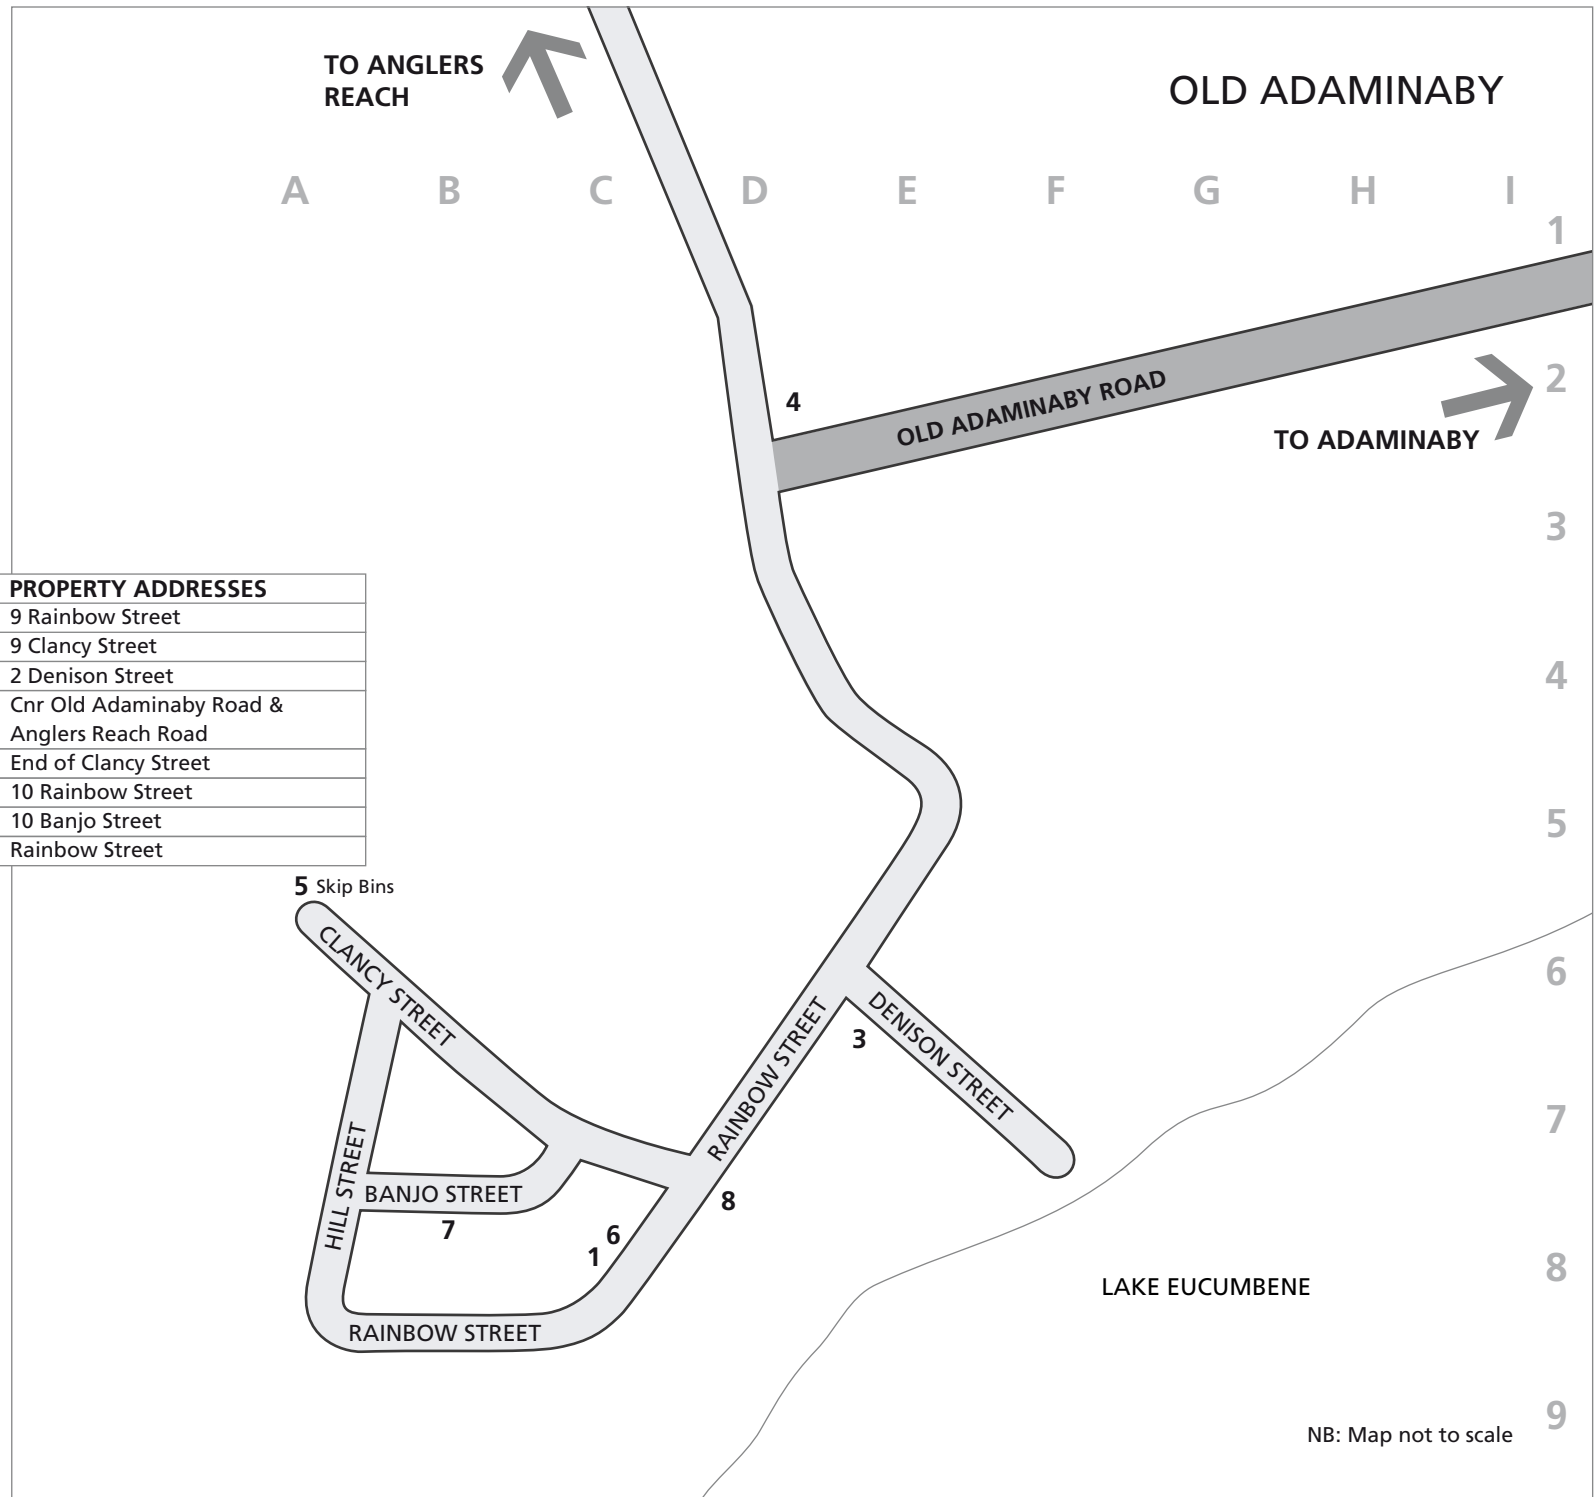 TO ANGLERS
REACH
OLD ADAMINABY
A B C D E F G H I
1
2
3
4
5
6
7
8
9
4
OLD ADAMINABY ROAD
TO ADAMINABY
PROPERTY ADDRESSES
9 Rainbow Street
9 Clancy Street
2 Denison Street
Cnr Old Adaminaby Road &
Anglers Reach Road
End of Clancy Street
10 Rainbow Street
10 Banjo Street
Rainbow Street
5 Skip Bins
CLANCY STREET
RAINBOW STREET
DENISON STREET
3
HILL STREET
BANJO STREET
7
8
6
1
RAINBOW STREET
LAKE EUCUMBENE
NB: Map not to scale